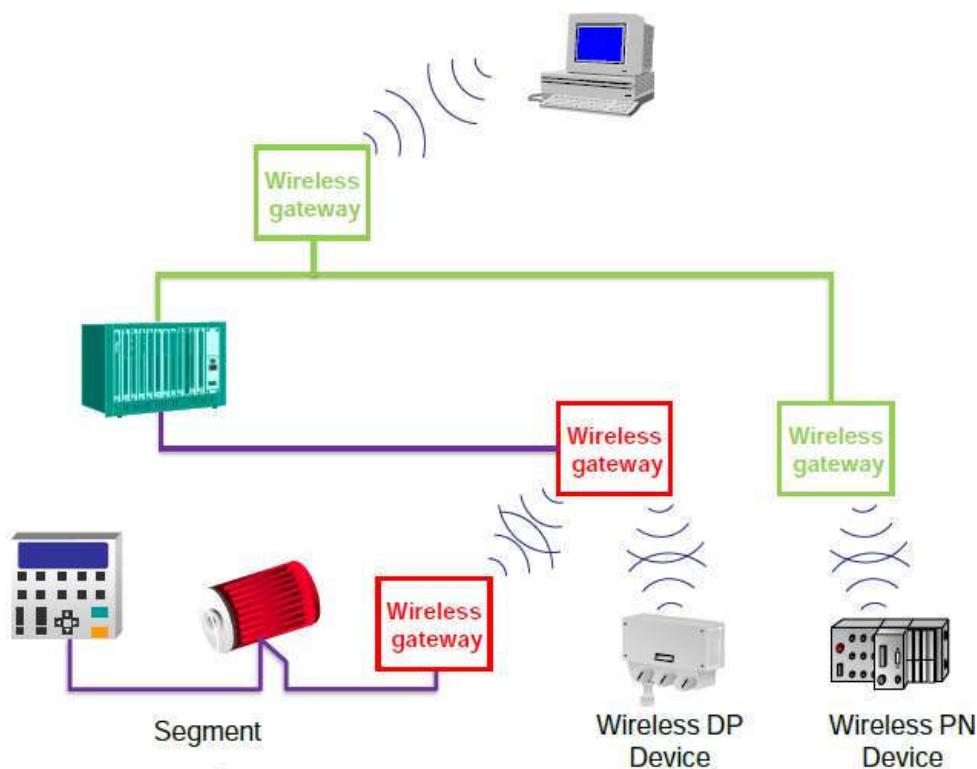 Wireless
gateway
Wireless
gateway
Wireless
gateway
Wireless
gateway
Segment
Wireless DP
Device
Wireless PN
Device